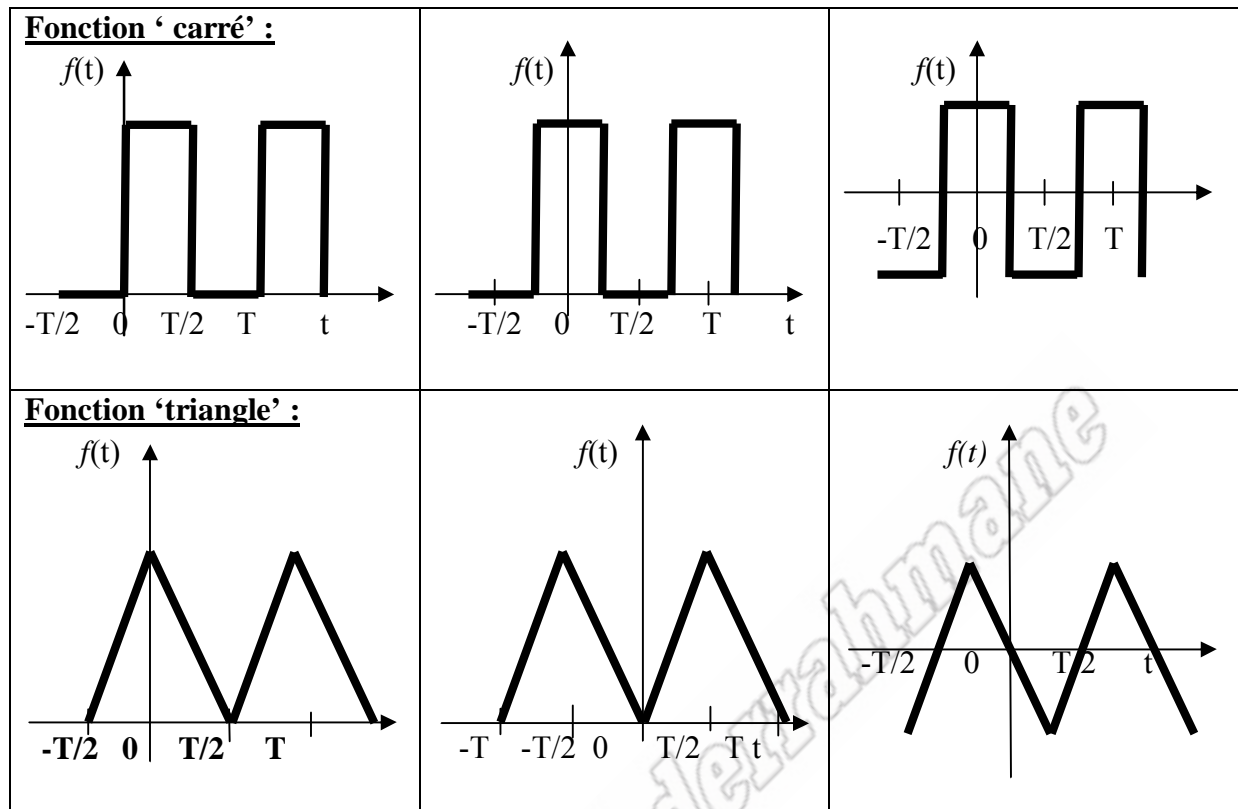 Fonction ‘ carré’ :
f(t)
-T/2 0 T/2 T t
f(t)
-T/2 0 T/2 T t
f(t)
-T/2 0 T/2 T
Fonction ‘triangle’ :
f(t)
-T/2 0 T/2 T
f(t)
-T -T/2 0 T/2 T t
f(t)
-T/2 0 T/2 t
derrahmane